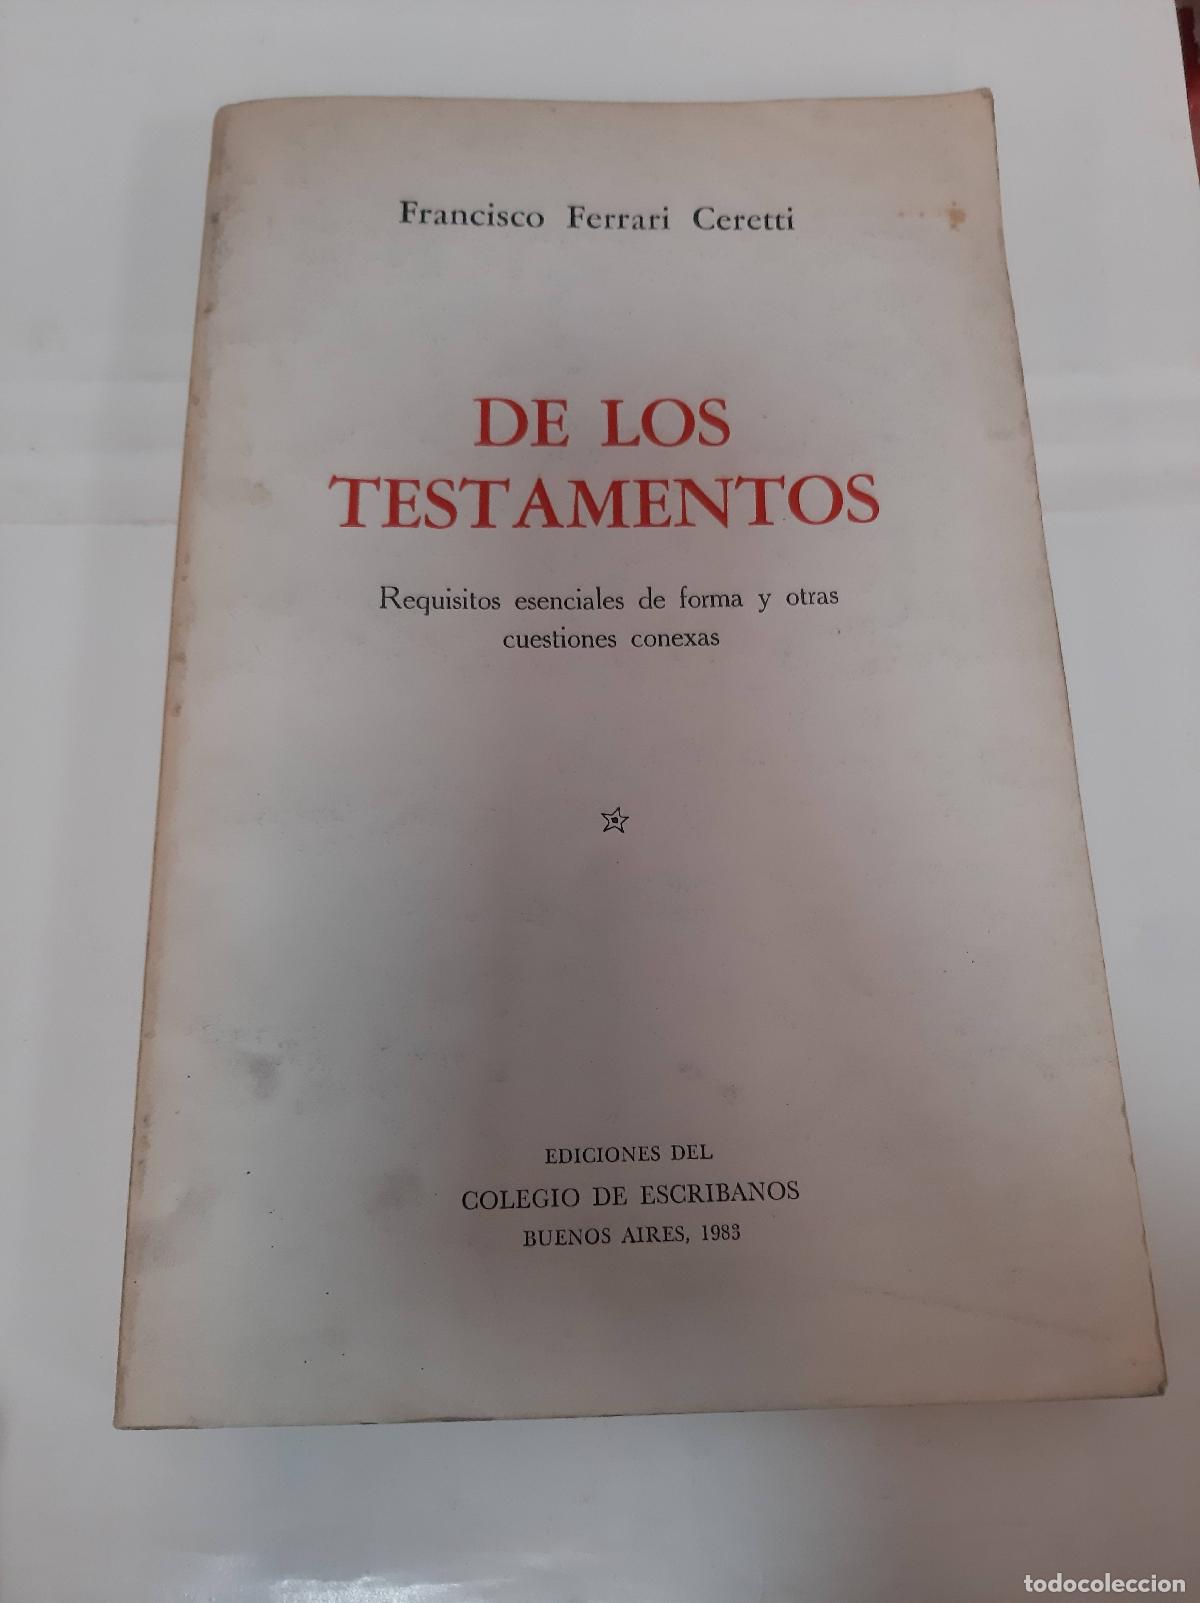 Francisco Ferrari Ceretti
DE LOS
TESTAMENTOS
Requisitos esenciales de forma y otras
cuestiones conexas
EDICIONES DEL
COLEGIO DE ESCRIBANOS
BUENOS AIRES, 1983
todocoleccion